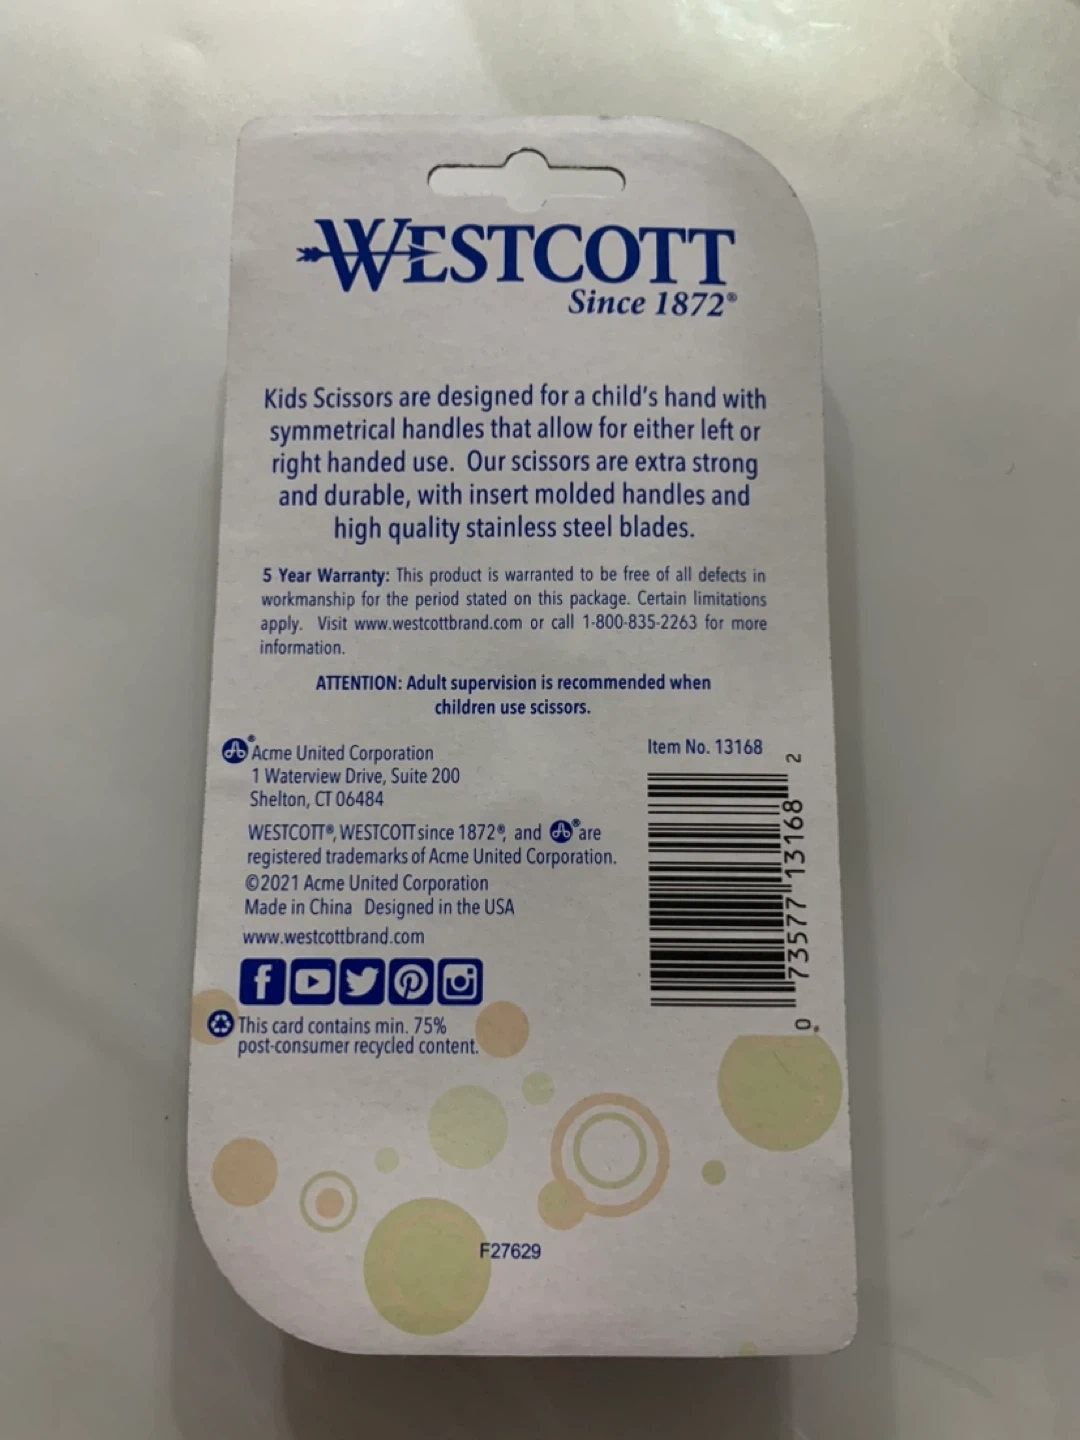 WESTCOTT
Since 1872®
Kids Scissors are designed for a child's hand with
symmetrical handles that allow for either left or
right handed use. Our scissors are extra strong
and durable, with insert molded handles and
high quality stainless steel blades.
5 Year Warranty: This product is warranted to be free of all defects in
workmanship for the period stated on this package. Certain limitations
apply. Visit www.westcottbrand.com or call 1-800-835-2263 for more
information.
ATTENTION: Adult supervision is recommended when
children use scissors.
® Acme United Corporation
1 Waterview Drive, Suite 200
Shelton, CT 06484
WESTCOTT®, WESTCOTT since 1872®, and ® are
registered trademarks of Acme United Corporation.
©2021 Acme United Corporation
Made in China Designed in the USA
www.westcottbrand.com
This card contains min. 75%
post-consumer recycled content.
Item No. 13168
0 73577 13168 2
F27629